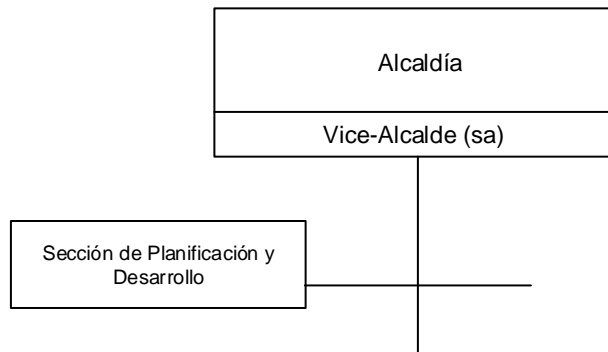 Alcaldía
Vice-Alcalde (sa)
Sección de Planificación y
Desarrollo